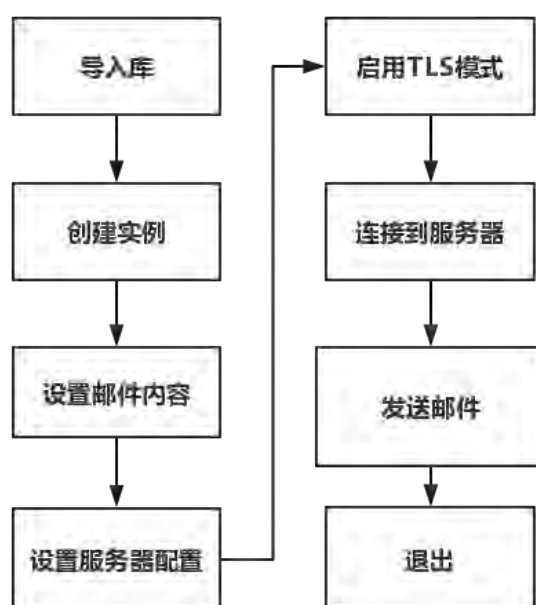 导入库
创建实例
设置邮件内容
设置服务器配置
启用TLS模式
连接到服务器
发送邮件
退出